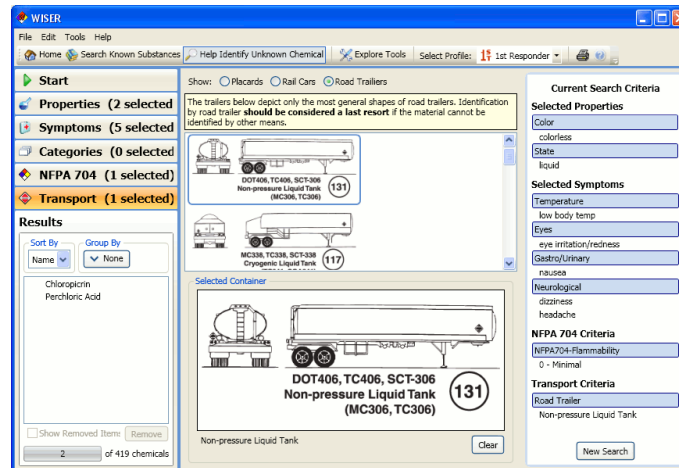 WISER
File Edit Tools Help
Home Search Known Substances Help Identify Unknown Chemical Explore Tools Select Profile: 1st Responder
Start
Properties (2 selected
Symptoms (5 selected
Categories (0 selected
NFPA 704 (1 selected)
Transport (1 selected)
Results
Sort By
Group By
Name
None
Chloropicrin
Perchloric Acid
Show Removed Items
Remove
2 of 419 chemicals
Show: Placards Rail Cars Road Trailiers
The trailers below depict only the most general shapes of road trailers. Identification
by road trailer should be considered a last resort if the material cannot be
identified by other means.
DOT406, TC406, SCT-306
Non-pressure Liquid Tank
(MC306, TC306)
131
MC338, TC338, SCT-338
Cryogenic Liquid Tank
117
Selected Container
DOT406, TC406, SCT-306
Non-pressure Liquid Tank
(MC306, TC306)
131
Non-pressure Liquid Tank
Clear
Current Search Criteria
Selected Properties
Color
colorless
State
liquid
Selected Symptoms
Temperature
low body temp
Eyes
eye irritation/redness
Gastro/Urinary
nausea
Neurological
dizziness
headache
NFPA 704 Criteria
NFPA704-Flammability
0 - Minimal
Transport Criteria
Road Trailer
Non-pressure Liquid Tank
New Search